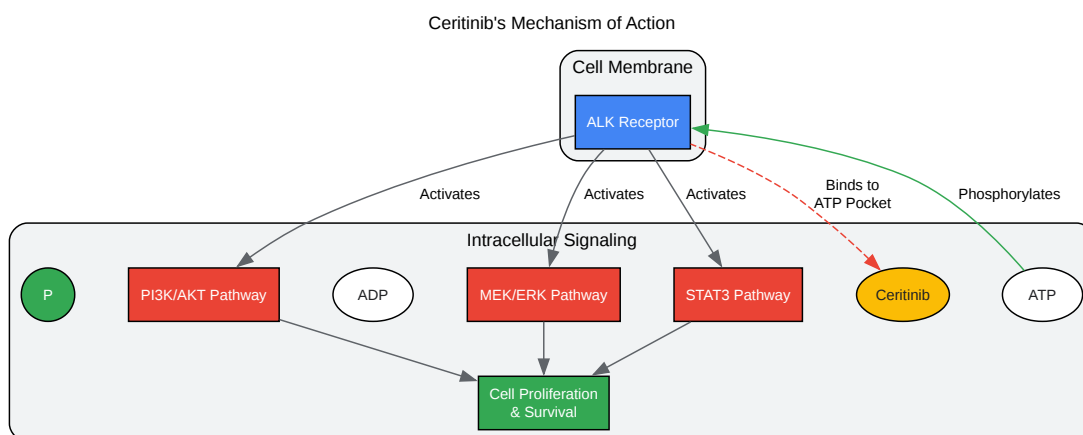 Ceritinib's Mechanism of Action
Cell Membrane
ALK Receptor
Activates
Activates
Activates
Binds to
ATP Pocket
Phosphorylates
Intracellular Signaling
P
PI3K/AKT Pathway
ADP
MEK/ERK Pathway
STAT3 Pathway
Ceritinib
ATP
Cell Proliferation
& Survival